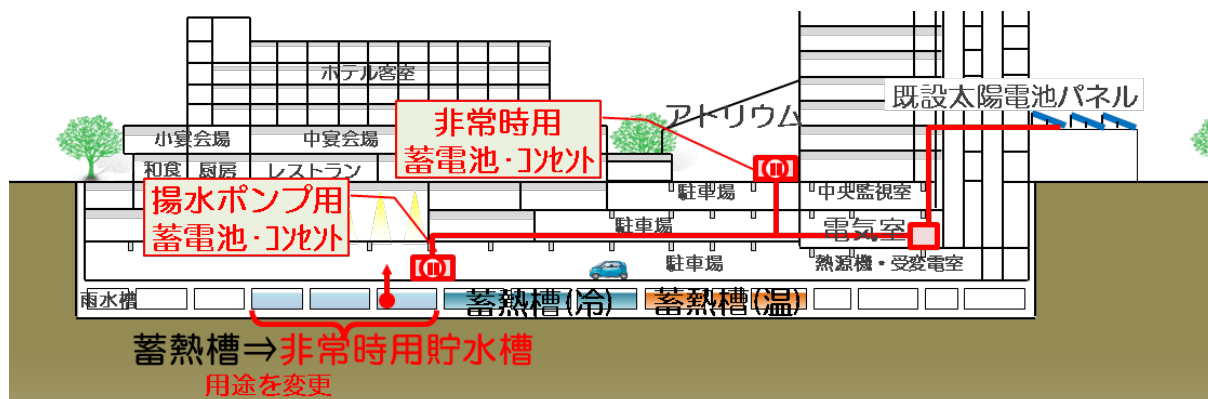 ホテル客室
既設太陽電池パネル
アトリウム
非常時用
蓄電池・コンセント
小宴会場
中宴会場
和食
厨房
レストラン
駐車場
中央監視室
揚水ポンプ用
蓄電池・コンセント
駐車場
電気室
駐車場
熱源機・受変電室
雨水槽
蓄熱槽(冷)
蓄熱槽(温)
蓄熱槽⇒非常時用貯水槽
用途を変更